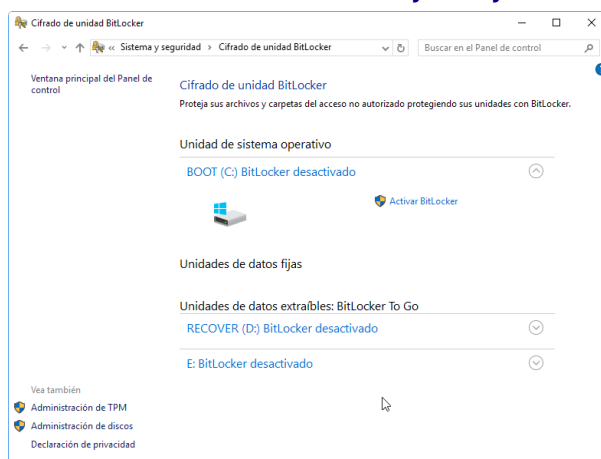 Cifrado de unidad BitLocker
« Sistema y seguridad > Cifrado de unidad BitLocker
Buscar en el Panel de control
Ventana principal del Panel de
control
Cifrado de unidad BitLocker
Proteja sus archivos y carpetas del acceso no autorizado protegiendo sus unidades con BitLocker.
Unidad de sistema operativo
BOOT (C:) BitLocker desactivado
Activar BitLocker
Unidades de datos fijas
Unidades de datos extraíbles: BitLocker To Go
RECOVER (D:) BitLocker desactivado
E: BitLocker desactivado
Vea también
Administración de TPM
Administración de discos
Declaración de privacidad